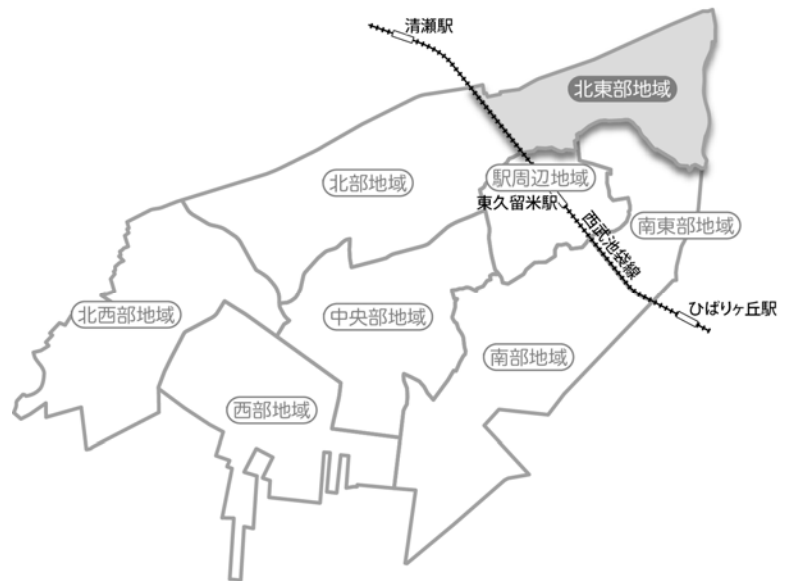 清瀬駅
北東部地域
北部地域
駅周辺地域
東久留米駅
南東部地域
西武池袋線
北西部地域
中央部地域
ひばりヶ丘駅
南部地域
西部地域